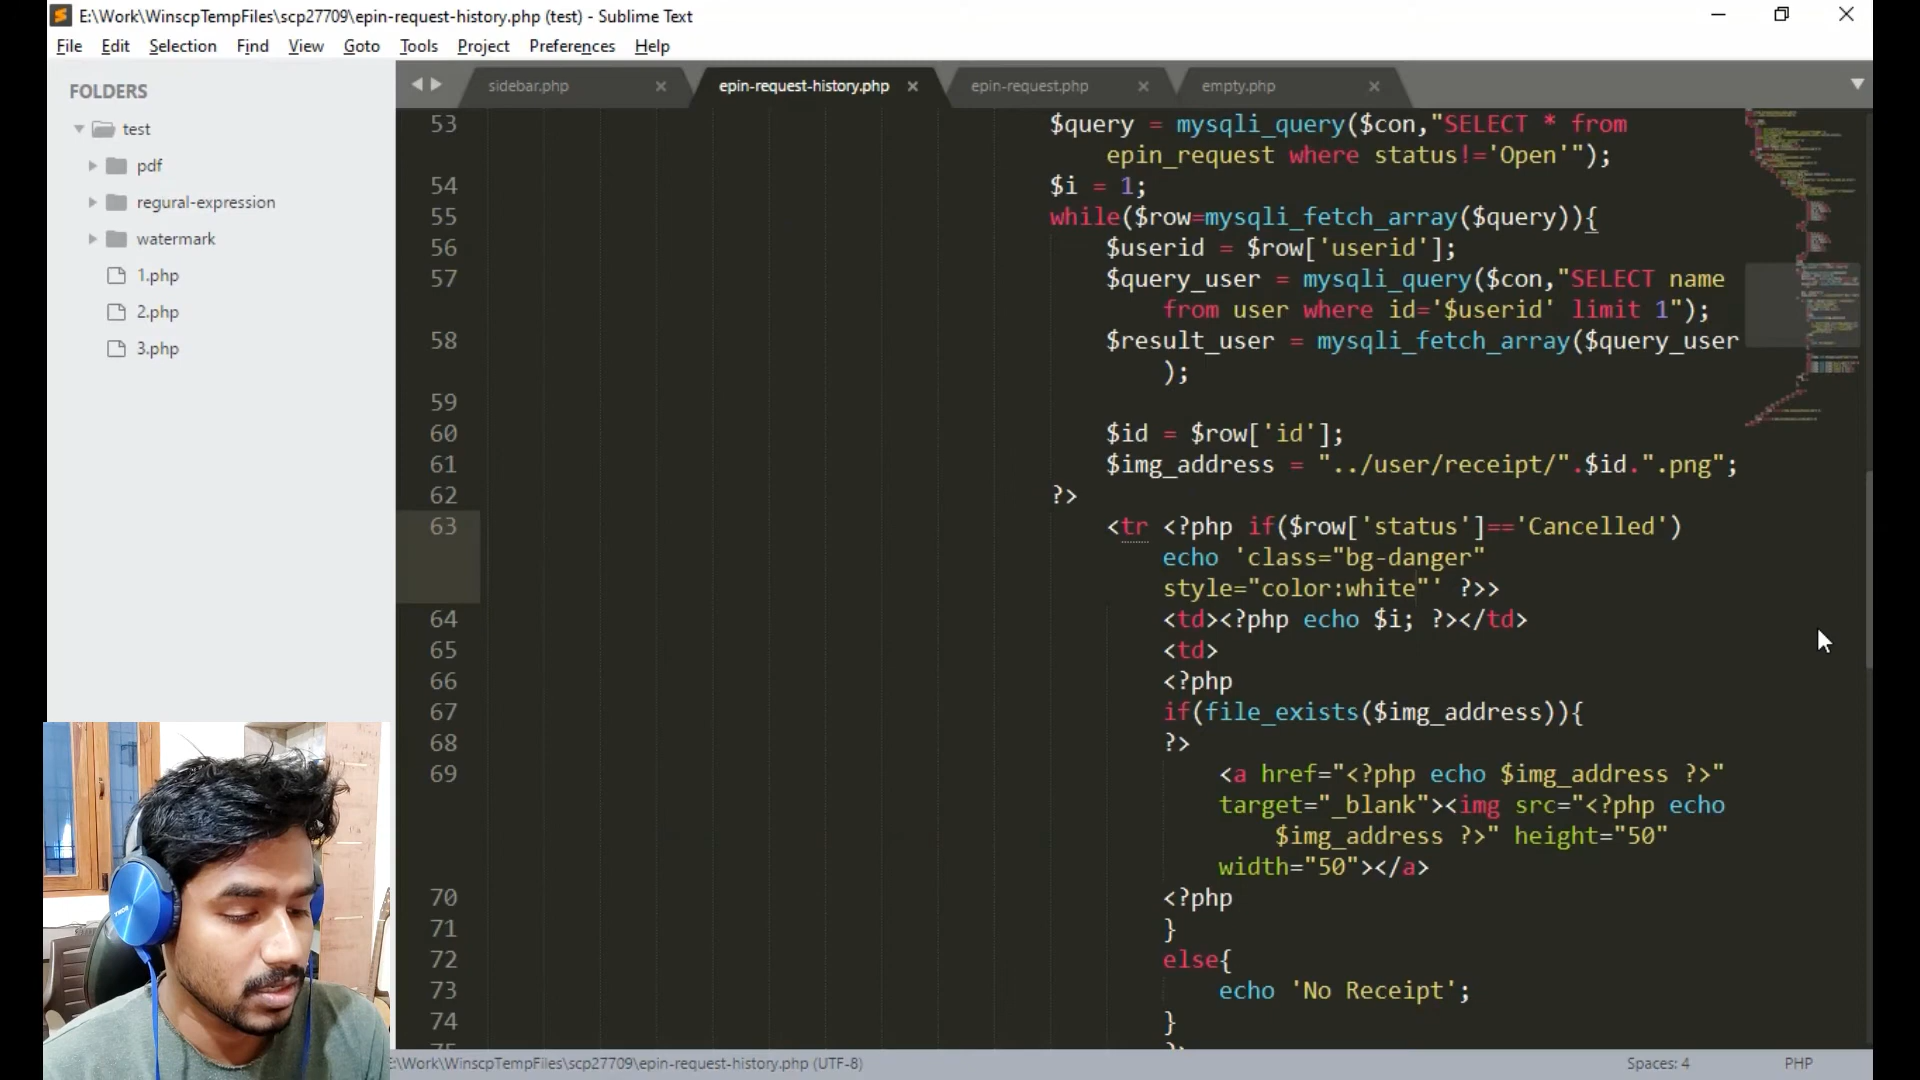 E:\Work\WinscpTempFiles\scp27709\epin-request-history.php (test) - Sublime Text
File Edit Selection Find View Goto Tools Project Preferences Help
FOLDERS
test
pdf
regural-expression
watermark
1.php
2.php
3.php
sidebar.php
epin-request-history.php
epin-request.php
empty.php
53 $query = mysqli_query($con,"SELECT * from
epin_request where status!='Open'");
54 $i = 1;
55 while($row=mysqli_fetch_array($query)){
56 $userid = $row['userid'];
57 $query_user = mysqli_query($con,"SELECT name
from user where id='$userid' limit 1");
58 $result_user = mysqli_fetch_array($query_user
);
59
60 $id = $row['id'];
61 $img_address = "../user/receipt/".$id.".png";
62 ?>
63 <tr <?php if($row['status']=='Cancelled')
echo 'class="bg-danger"
style="color:white"' ?>>
64 <td><?php echo $i; ?></td>
65 <td>
66 <?php
67 if(file_exists($img_address)){
68 ?>
69 <a href="<?php echo $img_address ?>"
target="_blank"><img src="<?php echo
$img_address ?>" height="50"
width="50"></a>
70 <?php
71 }
72 else{
73 echo 'No Receipt';
74 }
E:\Work\WinscpTempFiles\scp27709\epin-request-history.php (UTF-8)
Spaces: 4
PHP